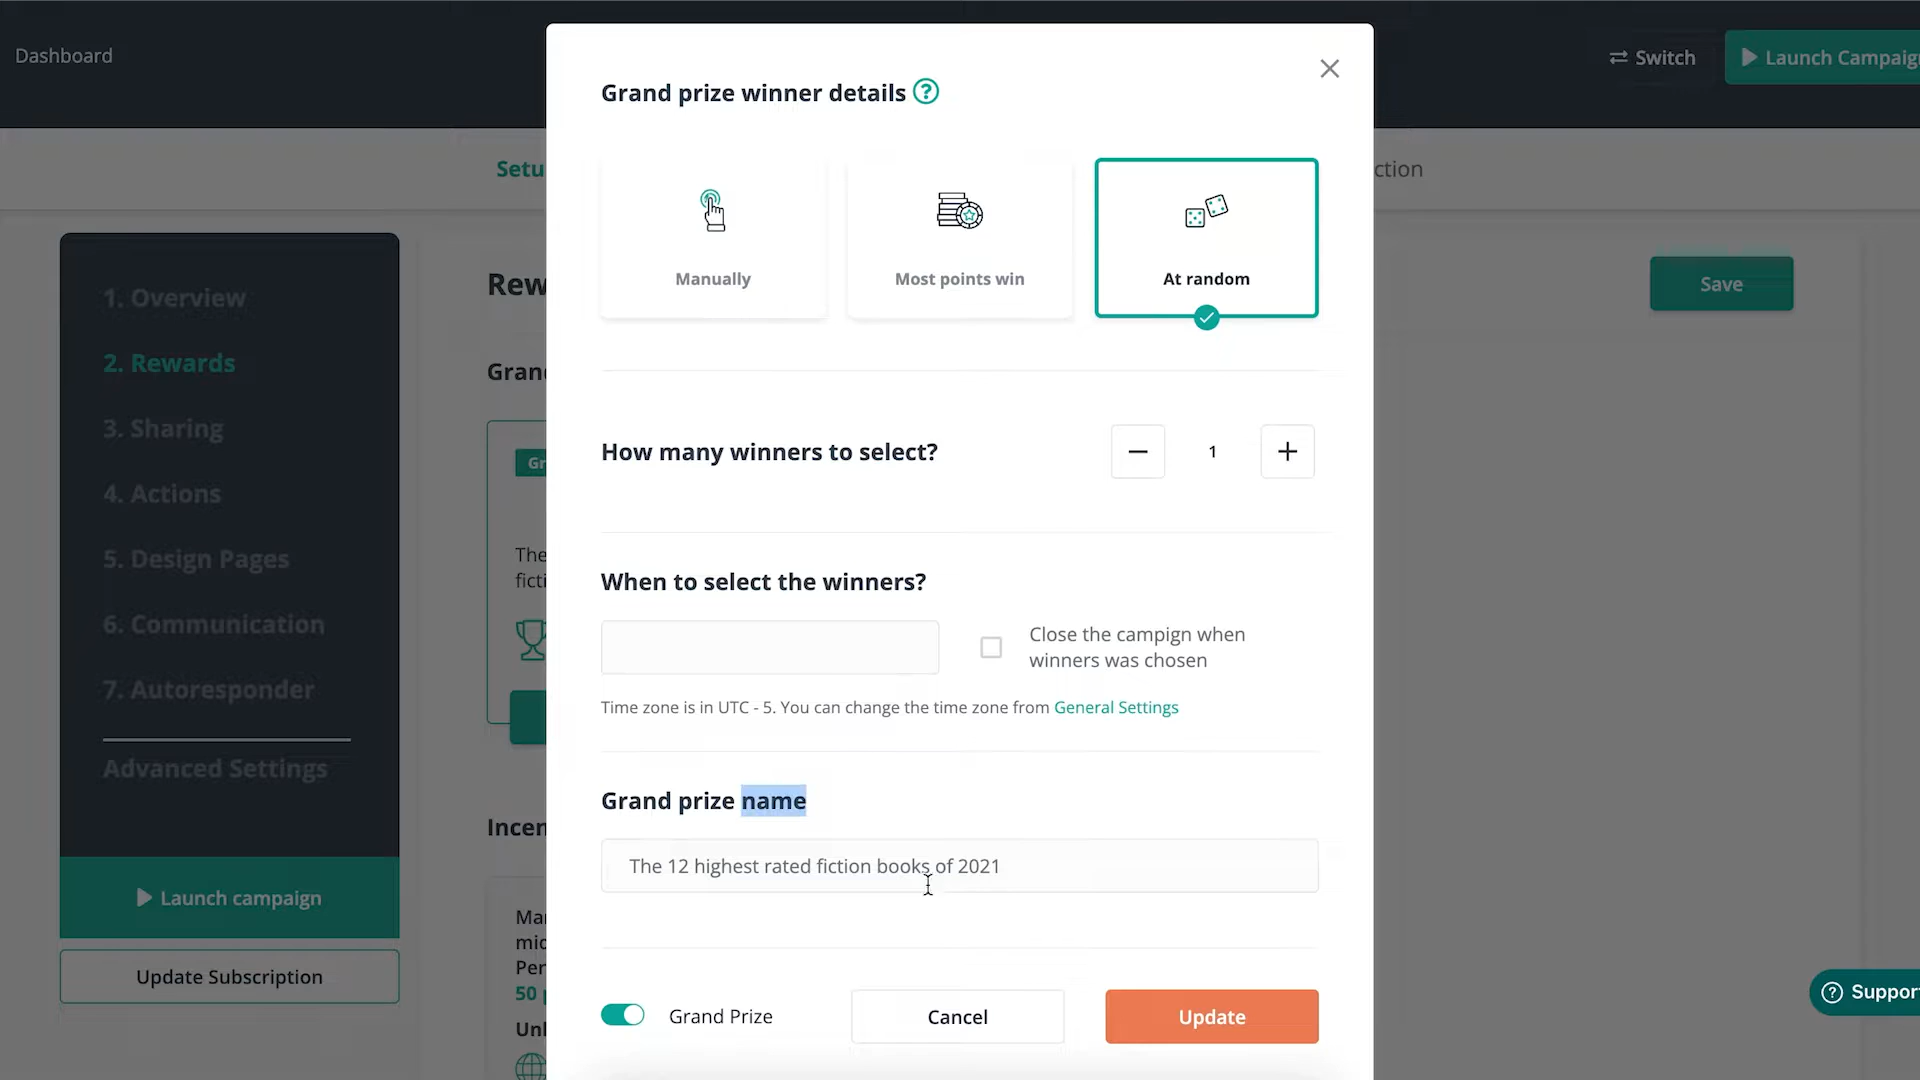 Dashboard
Switch
Launch Campaign
Setu
ction
1. Overview
2. Rewards
3. Sharing
4. Actions
5. Design Pages
6. Communication
7. Autoresponder
Advanced Settings
Launch campaign
Update Subscription
Rew
Save
Gran
Gr
The
ficti
Incen
Mar
mic
Per
50 p
Unl
Grand prize winner details ?
Manually
Most points win
At random
How many winners to select?
− 1 +
When to select the winners?
Close the campign when
winners was chosen
Time zone is in UTC - 5. You can change the time zone from General Settings
Grand prize name
The 12 highest rated fiction books of 2021
Grand Prize
Cancel
Update
? Support